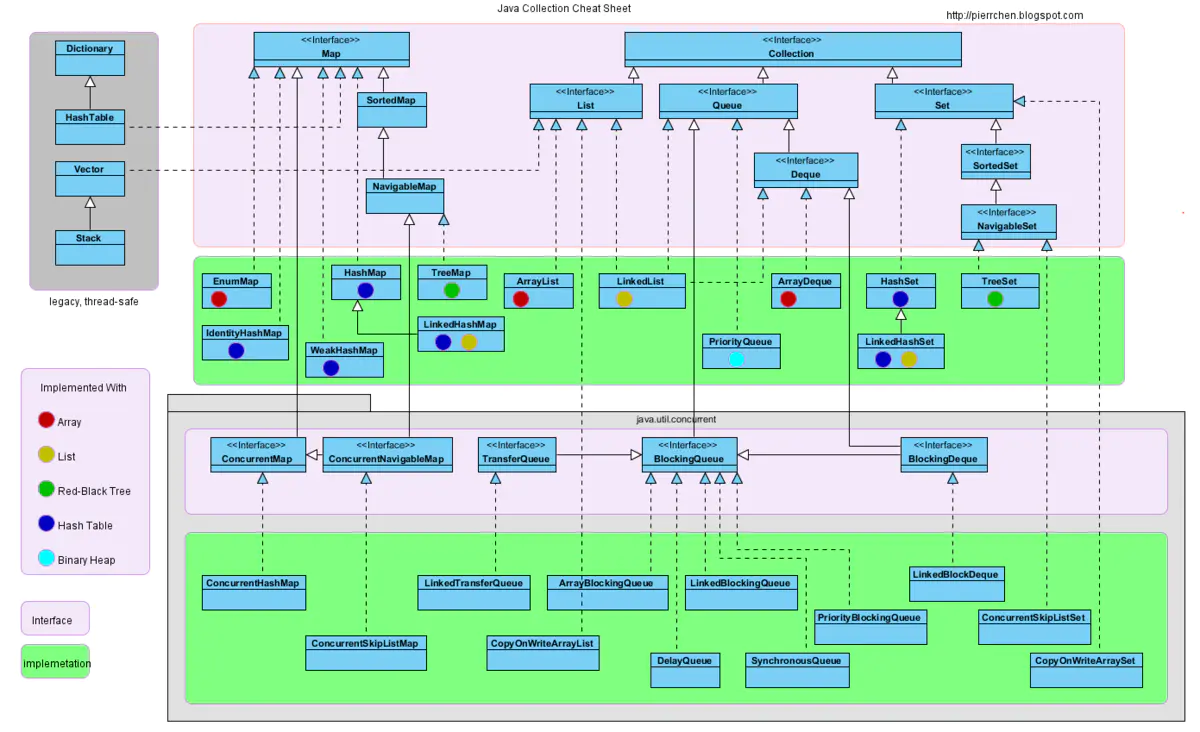 Java Collection Cheat Sheet
http://pierrchen.blogspot.com
Dictionary
HashTable
Vector
Stack
legacy, thread-safe
<<Interface>>
Map
SortedMap
NavigableMap
<<Interface>>
Collection
<<Interface>>
List
<<Interface>>
Queue
<<Interface>>
Set
<<Interface>>
Deque
<<Interface>>
SortedSet
<<Interface>>
NavigableSet
EnumMap
HashMap
TreeMap
ArrayList
LinkedList
ArrayDeque
HashSet
TreeSet
IdentityHashMap
WeakHashMap
LinkedHashMap
PriorityQueue
LinkedHashSet
Implemented With
Array
List
Red-Black Tree
Hash Table
Binary Heap
Interface
implemetation
java.util.concurrent
<<Interface>>
ConcurrentMap
<<Interface>>
ConcurrentNavigableMap
<<Interface>>
TransferQueue
<<Interface>>
BlockingQueue
<<Interface>>
BlockingDeque
ConcurrentHashMap
LinkedTransferQueue
ArrayBlockingQueue
LinkedBlockingQueue
LinkedBlockDeque
ConcurrentSkipListMap
CopyOnWriteArrayList
PriorityBlockingQueue
ConcurrentSkipListSet
DelayQueue
SynchronousQueue
CopyOnWriteArraySet